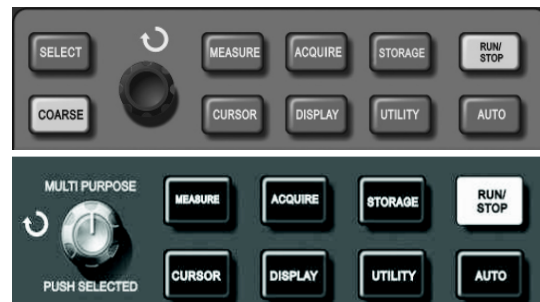 SELECT
MEASURE
ACQUIRE
STORAGE
RUN/
STOP
COARSE
CURSOR
DISPLAY
UTILITY
AUTO
MULTI PURPOSE
MEASURE
ACQUIRE
STORAGE
RUN/
STOP
PUSH SELECTED
CURSOR
DISPLAY
UTILITY
AUTO